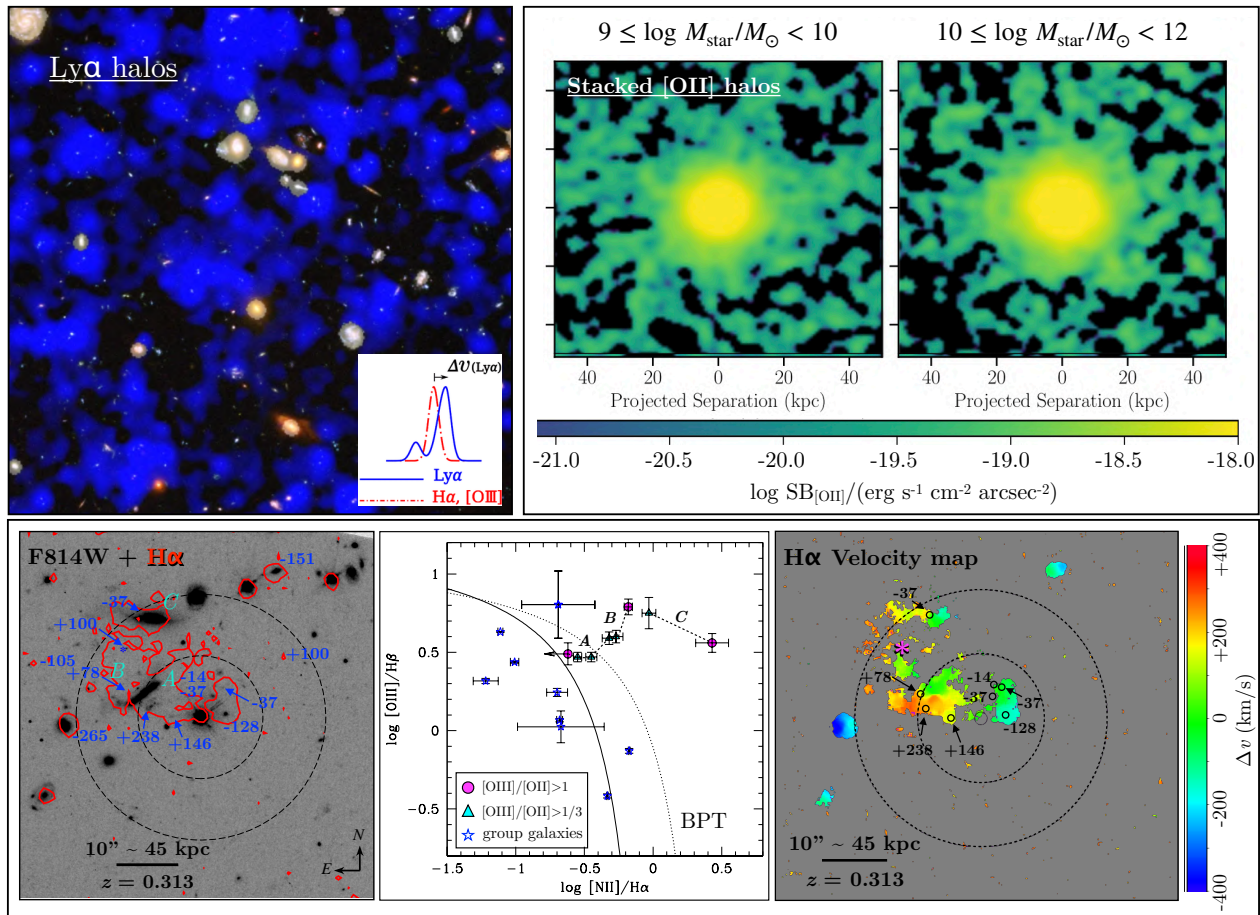 Lyα halos
Δv(Lyα)
Lyα
Hα, [OIII]
9 ≤ log Mstar/M⊙ < 10
10 ≤ log Mstar/M⊙ < 12
Stacked [OII] halos
40 20 0 20 40
40 20 0 20 40
Projected Separation (kpc)
Projected Separation (kpc)
-21.0 -20.5 -20.0 -19.5 -19.0 -18.5 -18.0
log SB[OII]/(erg s-1 cm-2 arcsec-2)
F814W + Hα
-151
-37
C
+100
-105
+100
B
A
+78
-14
-37
-37
-265
+238
+146
-128
10” ~ 45 kpc
z = 0.313
N
E
log [OIII]/Hβ
1
0.5
0
-0.5
A
B
C
[OIII]/[OII]>1
[OIII]/[OII]>1/3
group galaxies
BPT
-1.5 -1 -0.5 0 0.5
log [NII]/Hα
Hα Velocity map
-37
+78
-14
-37
-37
-128
+238
+146
10” ~ 45 kpc
z = 0.313
+400
+200
0
-200
-400
Δv (km/s)